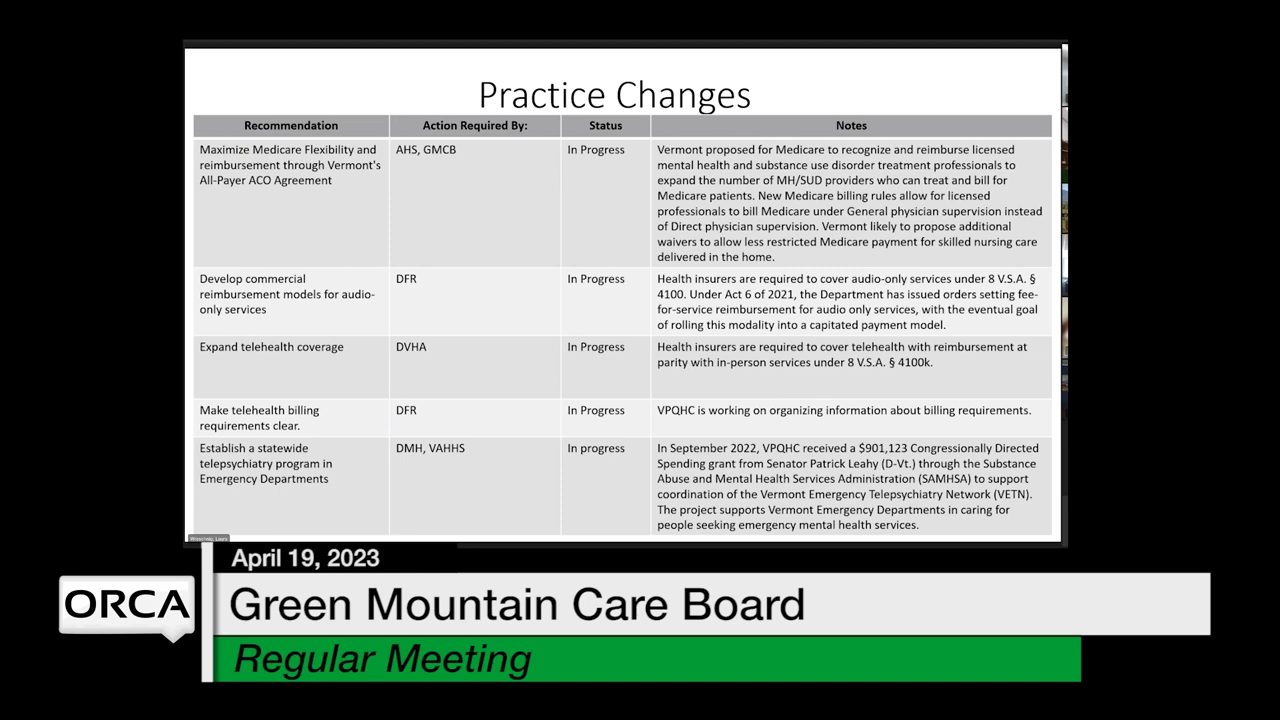 Practice Changes
Recommendation Action Required By: Status Notes
Maximize Medicare Flexibility and
reimbursement through Vermont's
All-Payer ACO Agreement
AHS, GMCB
In Progress
Vermont proposed for Medicare to recognize and reimburse licensed
mental health and substance use disorder treatment professionals to
expand the number of MH/SUD providers who can treat and bill for
Medicare patients. New Medicare billing rules allow for licensed
professionals to bill Medicare under General physician supervision instead
of Direct physician supervision. Vermont likely to propose additional
waivers to allow less restricted Medicare payment for skilled nursing care
delivered in the home.
Develop commercial
reimbursement models for audio-
only services
DFR
In Progress
Health insurers are required to cover audio-only services under 8 V.S.A. §
4100. Under Act 6 of 2021, the Department has issued orders setting fee-
for-service reimbursement for audio only services, with the eventual goal
of rolling this modality into a capitated payment model.
Expand telehealth coverage
DVHA
In Progress
Health insurers are required to cover telehealth with reimbursement at
parity with in-person services under 8 V.S.A. § 4100k.
Make telehealth billing
requirements clear.
DFR
In Progress
VPQHC is working on organizing information about billing requirements.
Establish a statewide
telepsychiatry program in
Emergency Departments
DMH, VAHHS
In progress
In September 2022, VPQHC received a $901,123 Congressionally Directed
Spending grant from Senator Patrick Leahy (D-Vt.) through the Substance
Abuse and Mental Health Services Administration (SAMHSA) to support
coordination of the Vermont Emergency Telepsychiatry Network (VETN).
The project supports Vermont Emergency Departments in caring for
people seeking emergency mental health services.
April 19, 2023
ORCA
Green Mountain Care Board
Regular Meeting